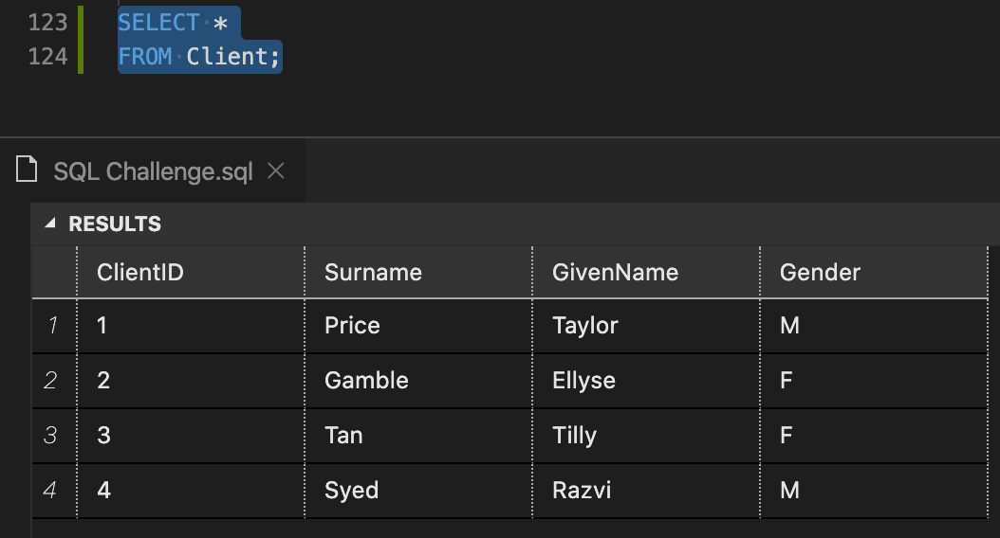 123 SELECT *
124 FROM Client;
SQL Challenge.sql
RESULTS
ClientID Surname GivenName Gender
1 1 Price Taylor M
2 2 Gamble Ellyse F
3 3 Tan Tilly F
4 4 Syed Razvi M